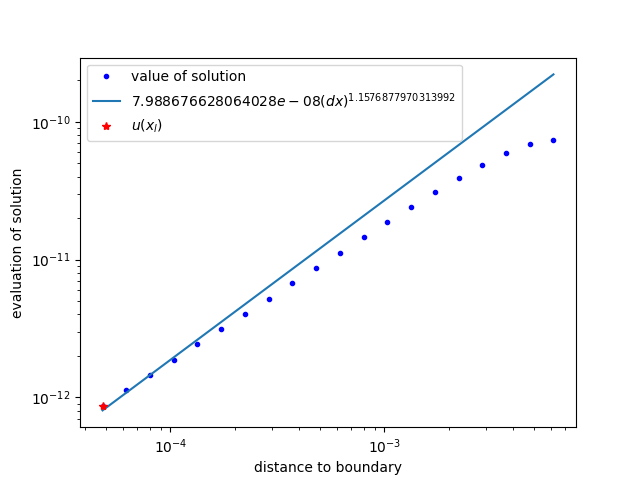 value of solution
7.988676628064028e − 08(dx)^1.1576877970313992
u(x_l)
10^−10
10^−11
10^−12
evaluation of solution
10^−4
10^−3
distance to boundary